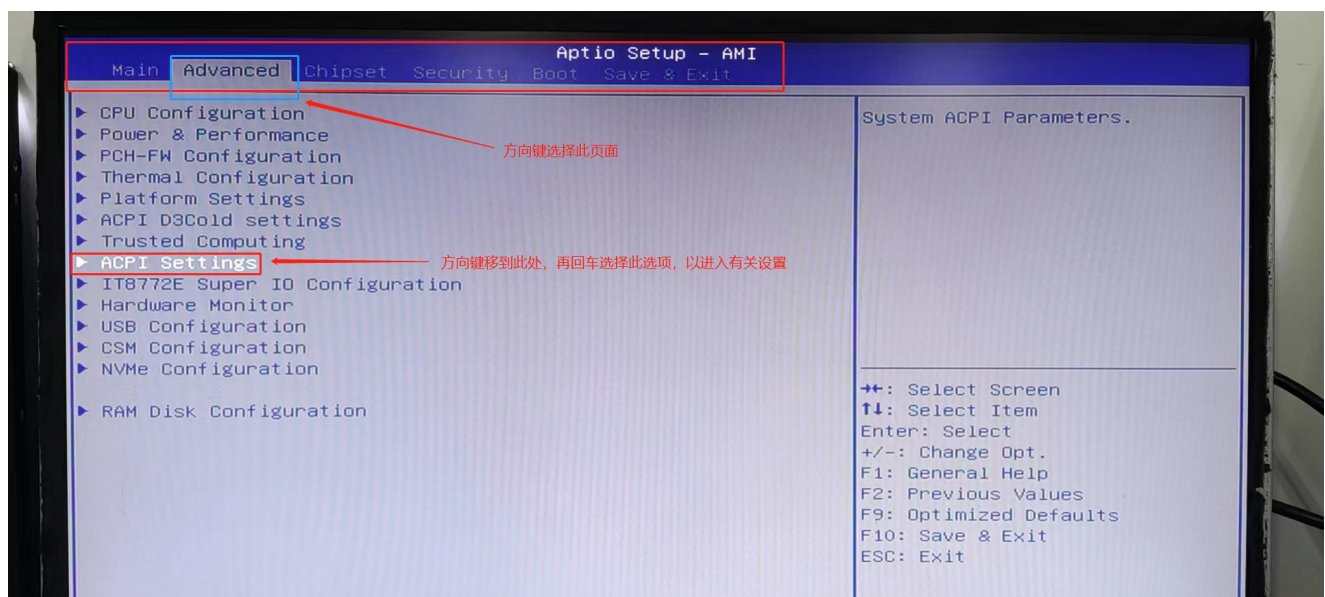 Aptio Setup - AMI
Main Advanced Chipset Security Boot Save & Exit
CPU Configuration
Power & Performance
PCH-FW Configuration
Thermal Configuration
Platform Settings
ACPI D3Cold settings
Trusted Computing
ACPI Settings
IT8772E Super IO Configuration
Hardware Monitor
USB Configuration
CSM Configuration
NVMe Configuration
RAM Disk Configuration
方向键选择此页面
方向键移到此处，再回车选择此选项，以进入有关设置
System ACPI Parameters.
→←: Select Screen
↑↓: Select Item
Enter: Select
+/-: Change Opt.
F1: General Help
F2: Previous Values
F9: Optimized Defaults
F10: Save & Exit
ESC: Exit